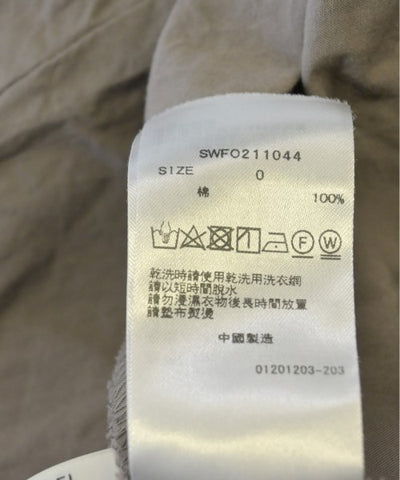 SWFO211044
SIZE 0
棉 100%
F W
乾洗時請使用乾洗用洗衣網
請以短時間脫水
請勿浸濕衣物後長時間放置
請墊布熨燙
中國製造
01201203-203